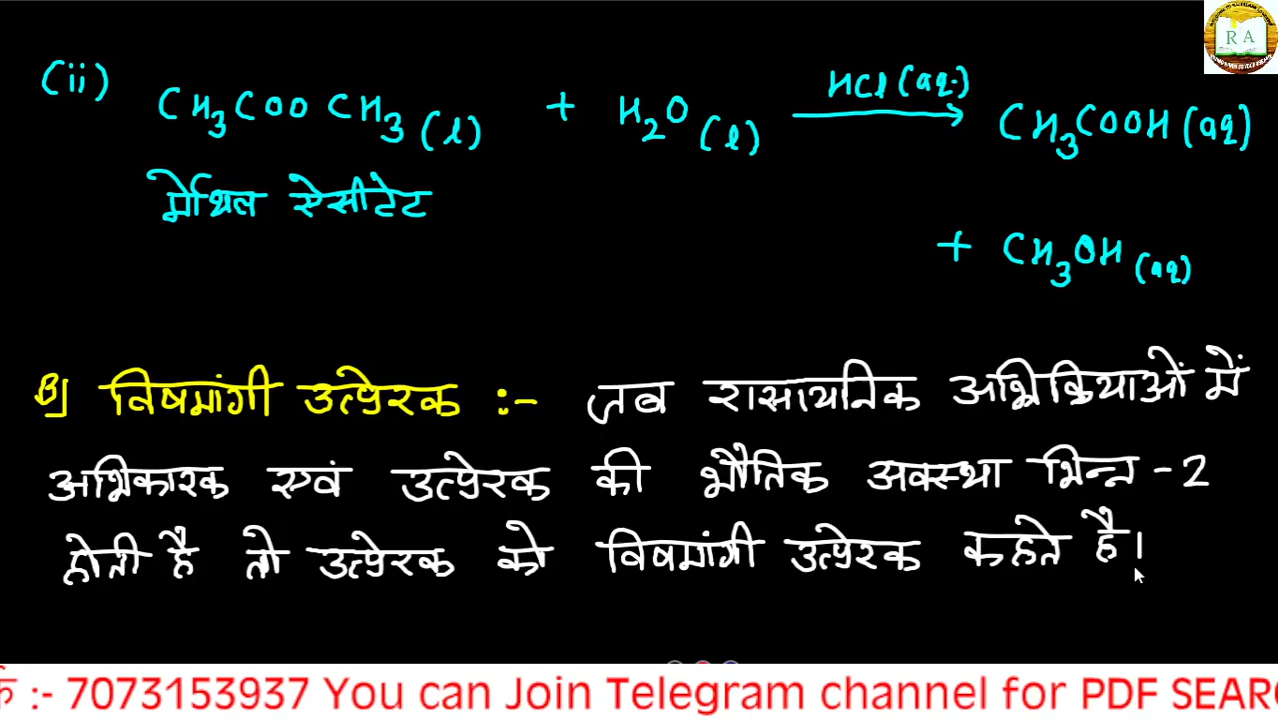 RA
(ii) CH3COOCH3(l) + H2O(l) HCl(aq.)⟶ CH3COOH(aq)
मेथिल ऐसीटेट
+ CH3OH(aq)
B] विषमांगी उत्प्रेरक :- जब रासायनिक अभिक्रियाओं में
अभिकारक एवं उत्प्रेरक की भौतिक अवस्था भिन्न-2
होती है तो उत्प्रेरक को विषमांगी उत्प्रेरक कहते है।
:- 7073153937 You can Join Telegram channel for PDF SEAR